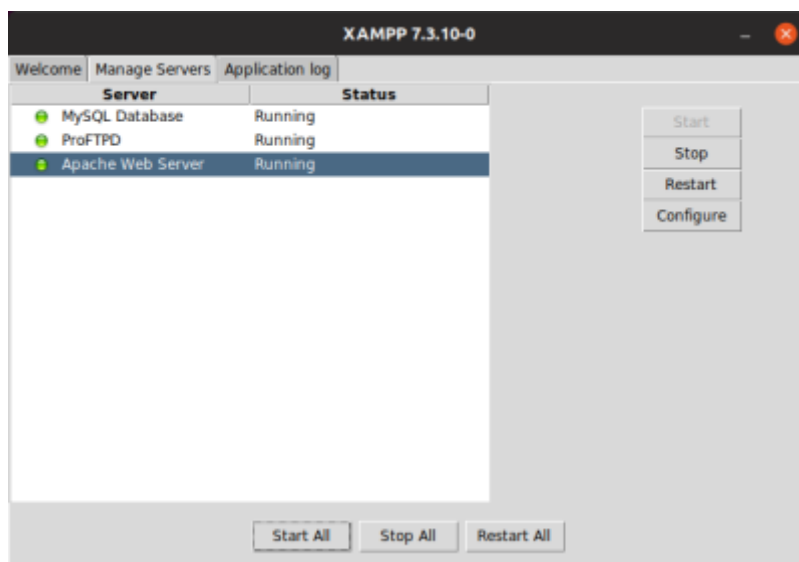 XAMPP 7.3.10-0
Welcome Manage Servers Application log
Server Status
MySQL Database Running
ProFTPD Running
Apache Web Server Running
Start
Stop
Restart
Configure
Start All Stop All Restart All